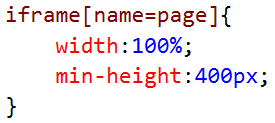 iframe[name=page]{
    width:100%;
    min-height:400px;
}